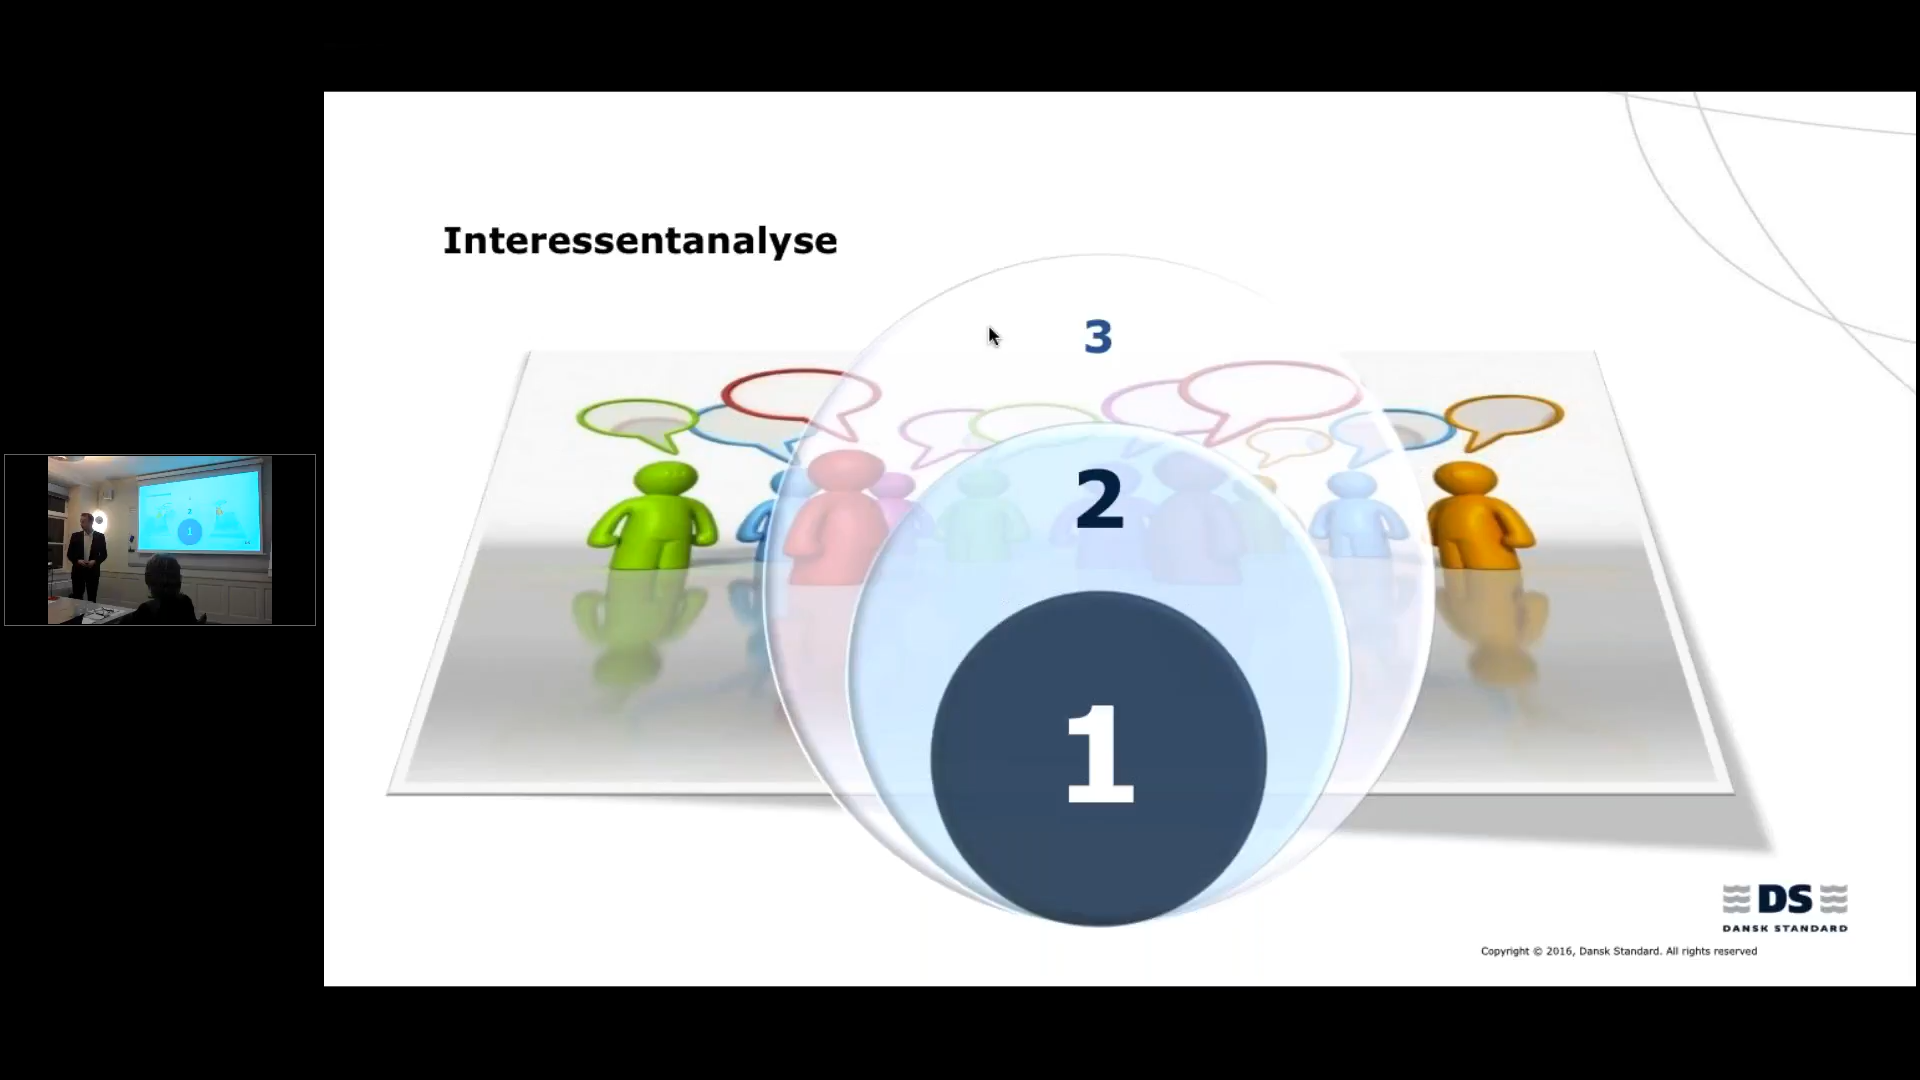 Interessentanalyse
3
2
1
DS
DANSK STANDARD
Copyright © 2016, Dansk Standard. All rights reserved